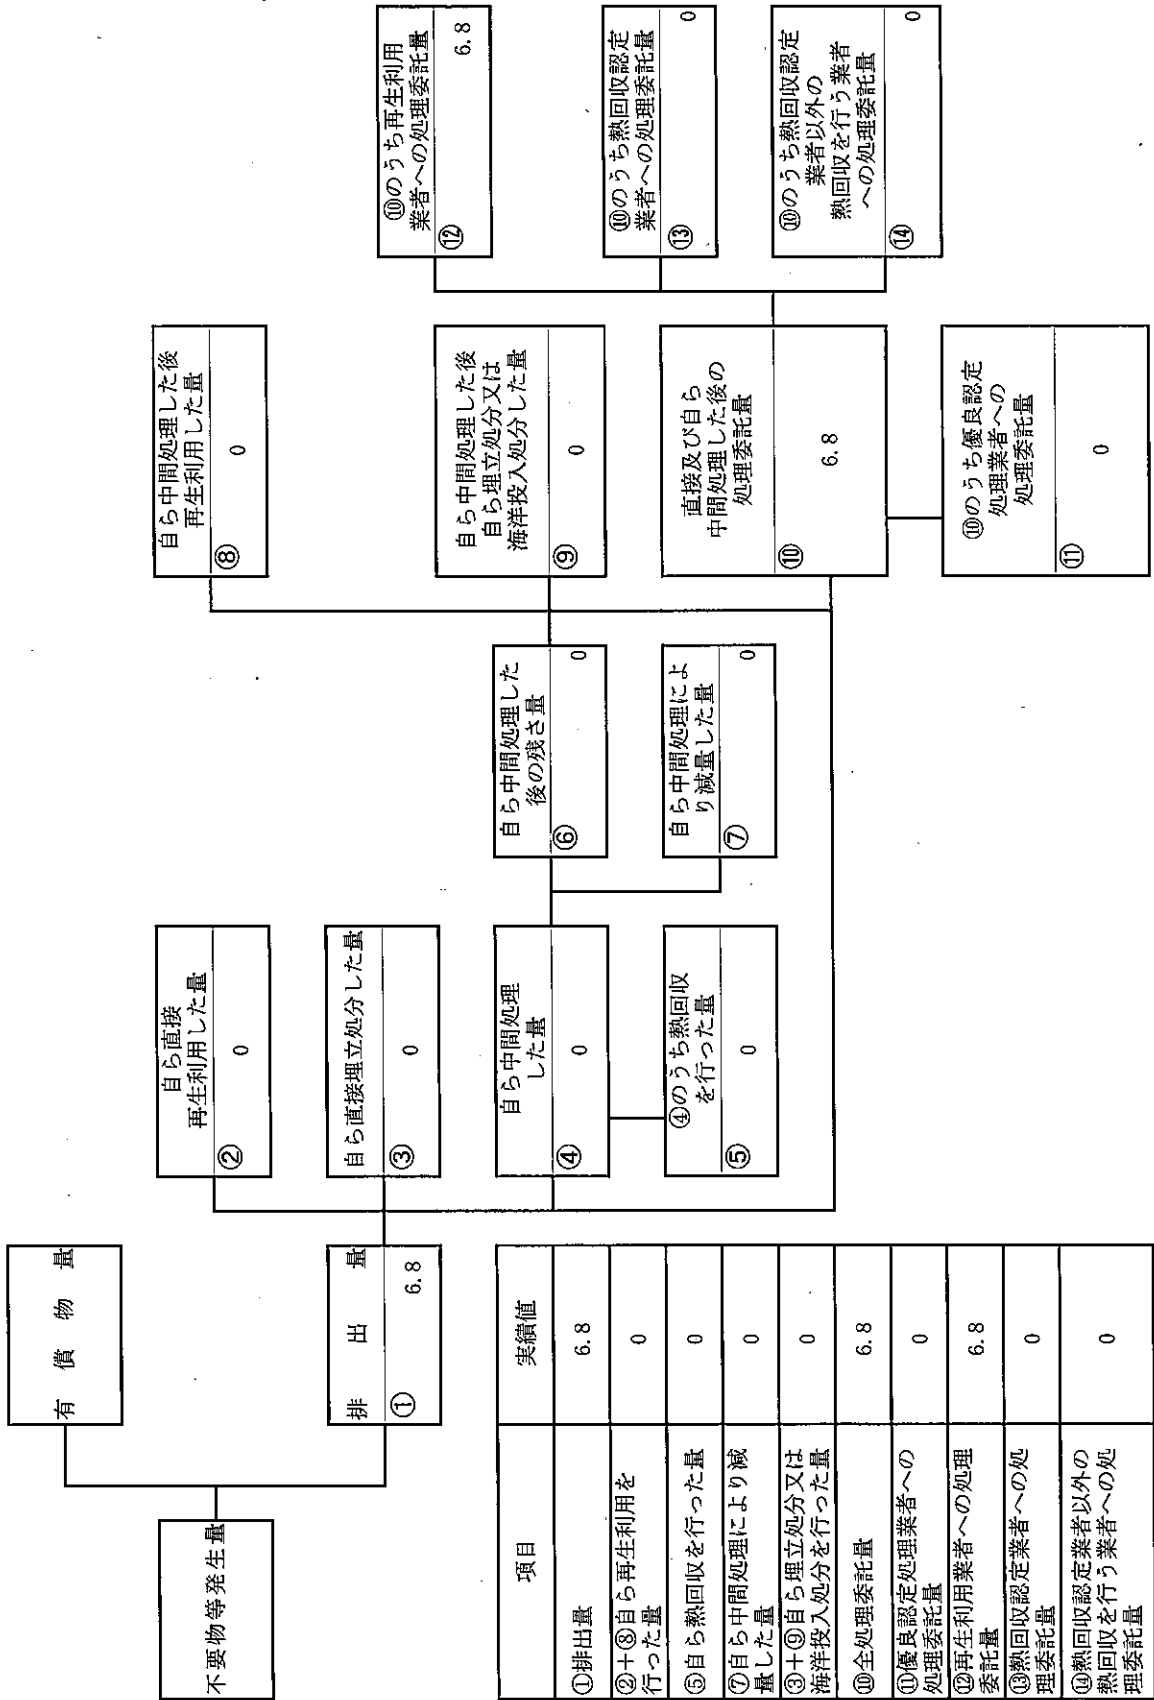 不要物等発生量
有償物量
排出量
①
6.8
自ら直接
再生利用した量
②
0
自ら直接埋立処分した量
③
0
自ら中間処理
した量
④
0
④のうち熱回収
を行った量
⑤
0
自ら中間処理した
後の残さ量
⑥
0
自ら中間処理によ
り減量した量
⑦
0
自ら中間処理した後
再生利用した量
⑧
0
自ら中間処理した後
自ら埋立処分又は
海洋投入処分した量
⑨
0
直接及び自ら
中間処理した後の
処理委託量
⑩
6.8
⑩のうち優良認定
処理業者への
処理委託量
⑪
0
⑩のうち再生利用
業者への処理委託量
⑫
6.8
⑩のうち熱回収認定
業者への処理委託量
⑬
0
⑩のうち熱回収認定
業者以外の
熱回収を行う業者
への処理委託量
⑭
0
項目 実績値
①排出量 6.8
②+⑧自ら再生利用を
行った量 0
⑤自ら熱回収を行った量 0
⑦自ら中間処理により減
量した量 0
③+⑨自ら埋立処分又は
海洋投入処分を行った量 0
⑩全処理委託量 6.8
⑪優良認定処理業者への
処理委託量 0
⑫再生利用業者への処理
委託量 6.8
⑬熱回収認定業者への処
理委託量 0
⑭熱回収認定業者以外の
熱回収を行う業者への処
理委託量 0